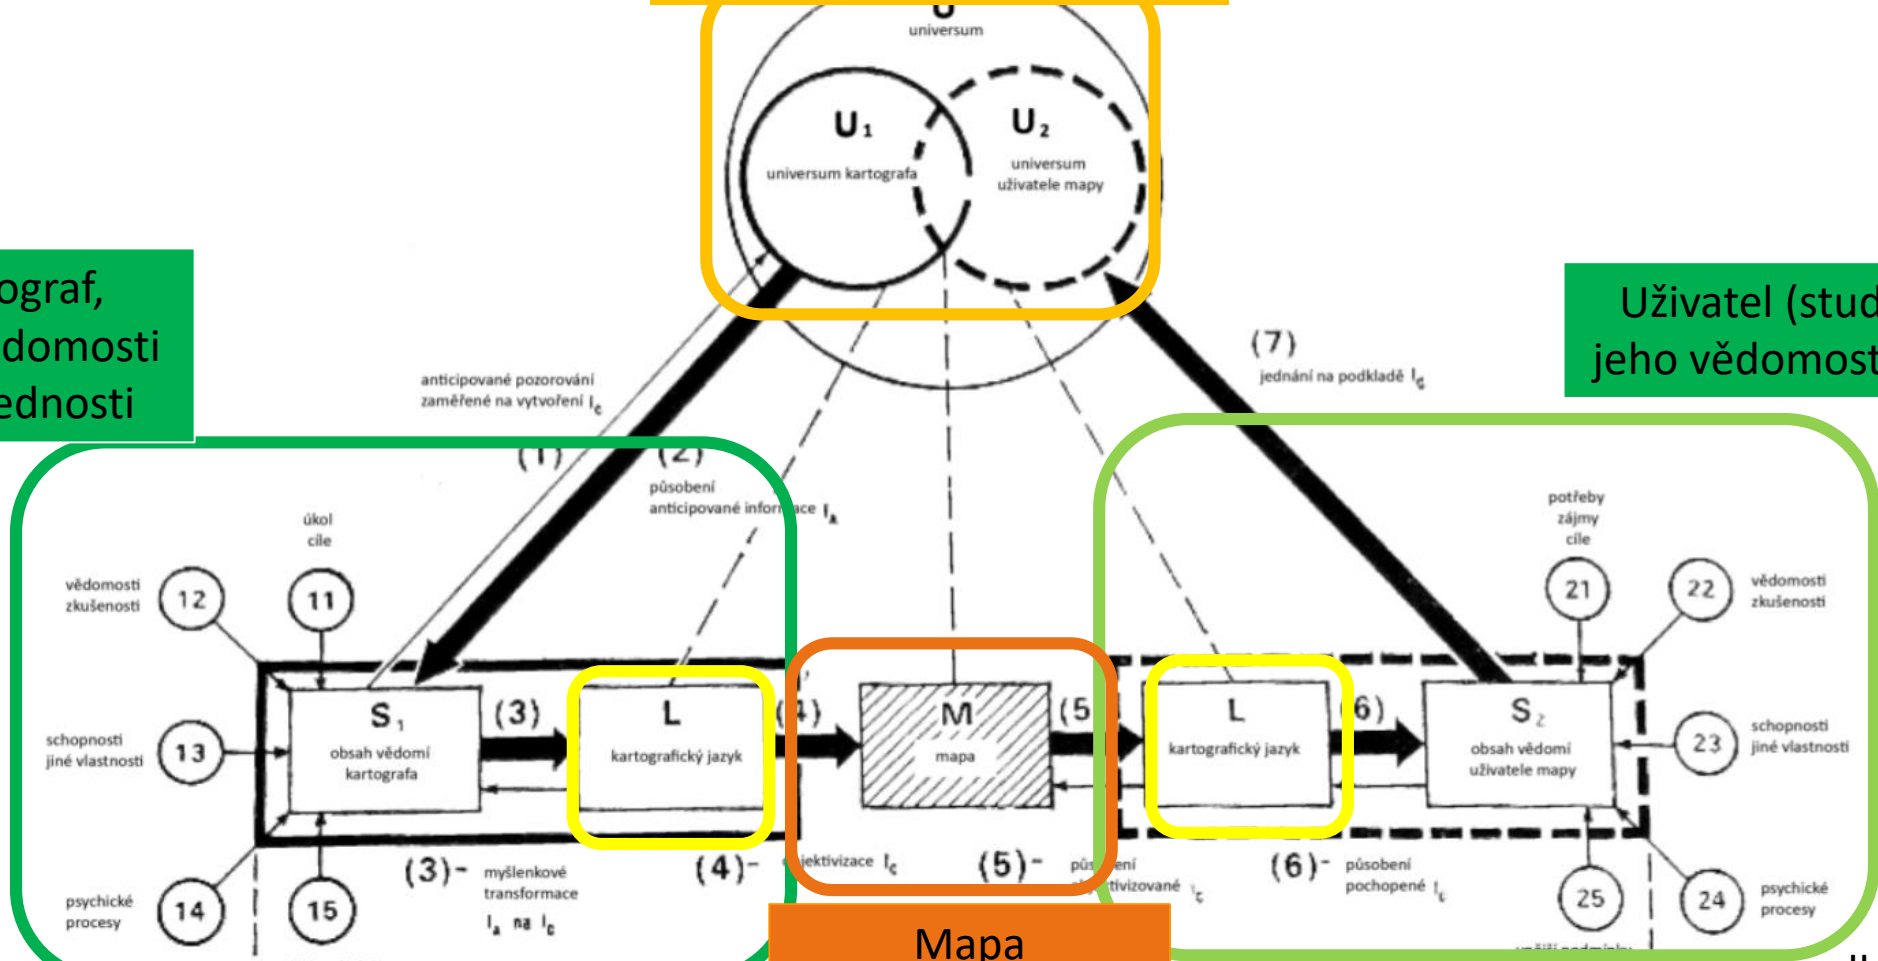 U
universum
U₁
universum kartografa
U₂
universum
uživatele mapy
ograf,
domosti
ednosti
Uživatel (stud
jeho vědomost
anticipované pozorování
zaměřené na vytvoření I꜀
(1)
(2)
působení
anticipované informace Iₐ
(7)
jednání na podkladě I꜀
úkol
cíle
vědomosti
zkušenosti
12
11
schopnosti
jiné vlastnosti
13
psychické
procesy
14
15
S₁
obsah vědomí
kartografa
(3)
L
kartografický jazyk
(4)
M
mapa
(5
L
kartografický jazyk
6)
S₂
obsah vědomí
uživatele mapy
potřeby
zájmy
cíle
21
22
vědomosti
zkušenosti
23
schopnosti
jiné vlastnosti
24
psychické
procesy
25
(3)-
myšlenkové
transformace
Iₐ na I꜀
(4)-
jektivizace I꜀
(5)-
(6)-
působení
pochopené I꜀
Mapa